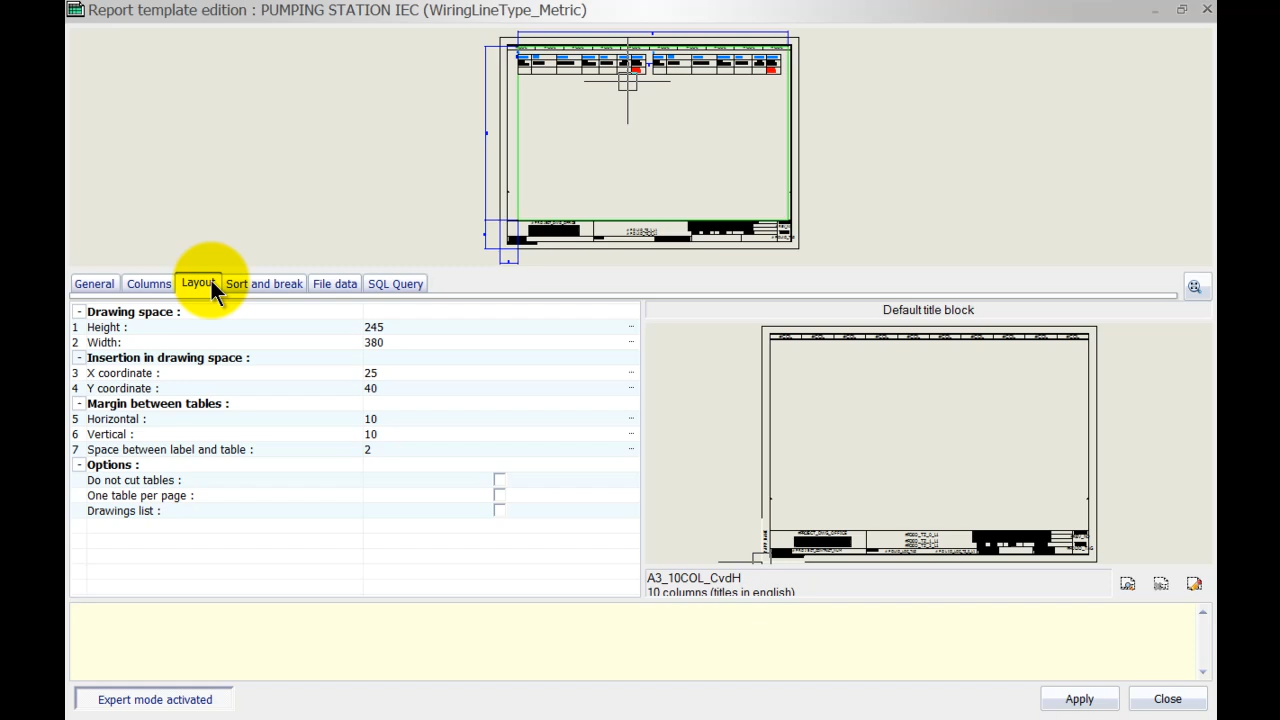 Report template edition : PUMPING STATION IEC (WiringLineType_Metric)
General Columns Layout Sort and break File data SQL Query
- Drawing space :
1 Height : 245 ...
2 Width: 380 ...
- Insertion in drawing space :
3 X coordinate : 25 ...
4 Y coordinate : 40 ...
- Margin between tables :
5 Horizontal : 10 ...
6 Vertical : 10 ...
7 Space between label and table : 2 ...
- Options :
Do not cut tables :
One table per page :
Drawings list :
Default title block
A3_10COL_CvdH
10 columns (titles in english)
Expert mode activated
Apply Close